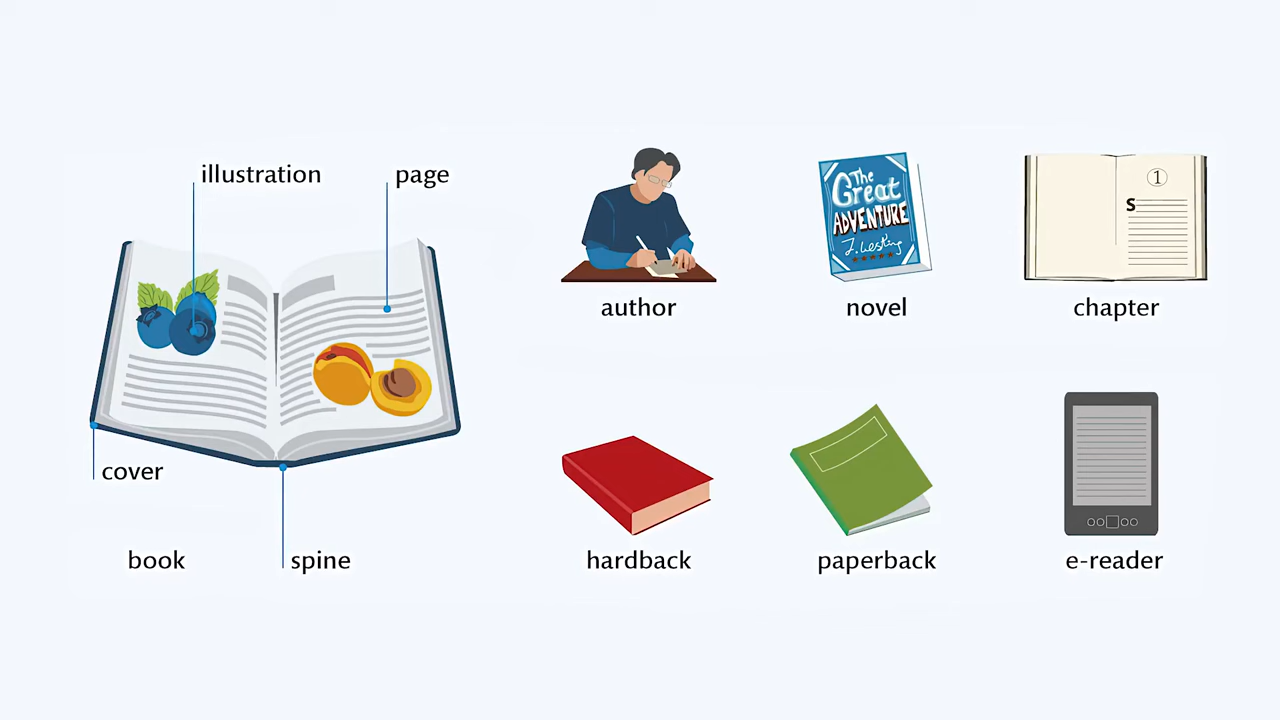 illustration
page
cover
book
spine
author
The
Great
ADVENTURE
novel
1
S
chapter
hardback
paperback
e-reader